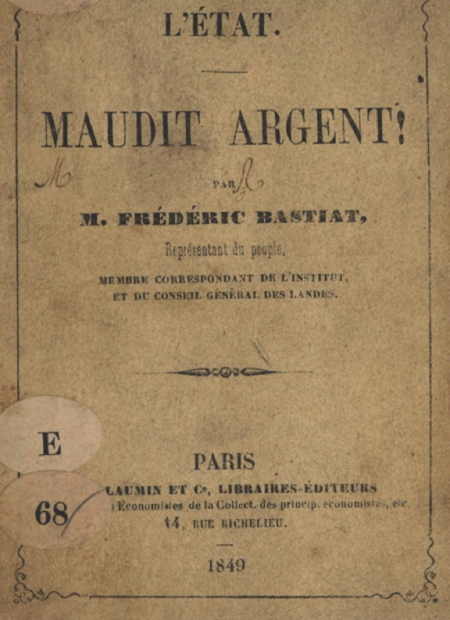 L'ÉTAT.
MAUDIT ARGENT!
PAR
M. FRÉDÉRIC BASTIAT,
Représentant du peuple,
MEMBRE CORRESPONDANT DE L'INSTITUT,
ET DU CONSEIL GÉNÉRAL DES LANDES.
E
68
PARIS
LAUMIN ET Cᵉ, LIBRAIRES-ÉDITEURS
Économistes de la Collect. des princip. économistes, etc.
14, RUE RICHELIEU.
1849